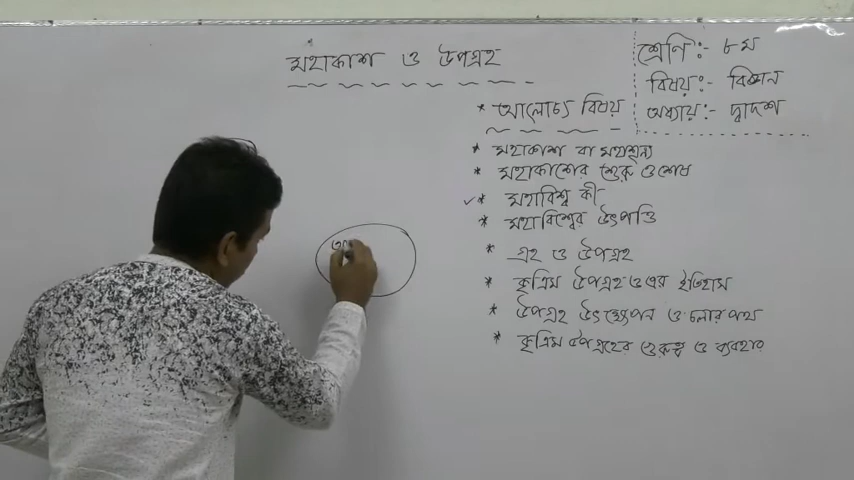 মহাকাশ ও উপগ্রহ
শ্রেণি:- ৮ম
বিষয়:- বিজ্ঞান
অধ্যায়:- দ্বাদশ
* আলোচ্য বিষয়
* মহাকাশ বা মহাশূন্য
* মহাকাশের শুরু ও শেষ
✓* মহাবিশ্ব কী
* মহাবিশ্বের উৎপত্তি
* গ্রহ ও উপগ্রহ
* কৃত্রিম উপগ্রহ ও এর ইতিহাস
* উপগ্রহ উৎক্ষেপন ও চলার পথ
* কৃত্রিম উপগ্রহের গুরুত্ব ও ব্যবহার